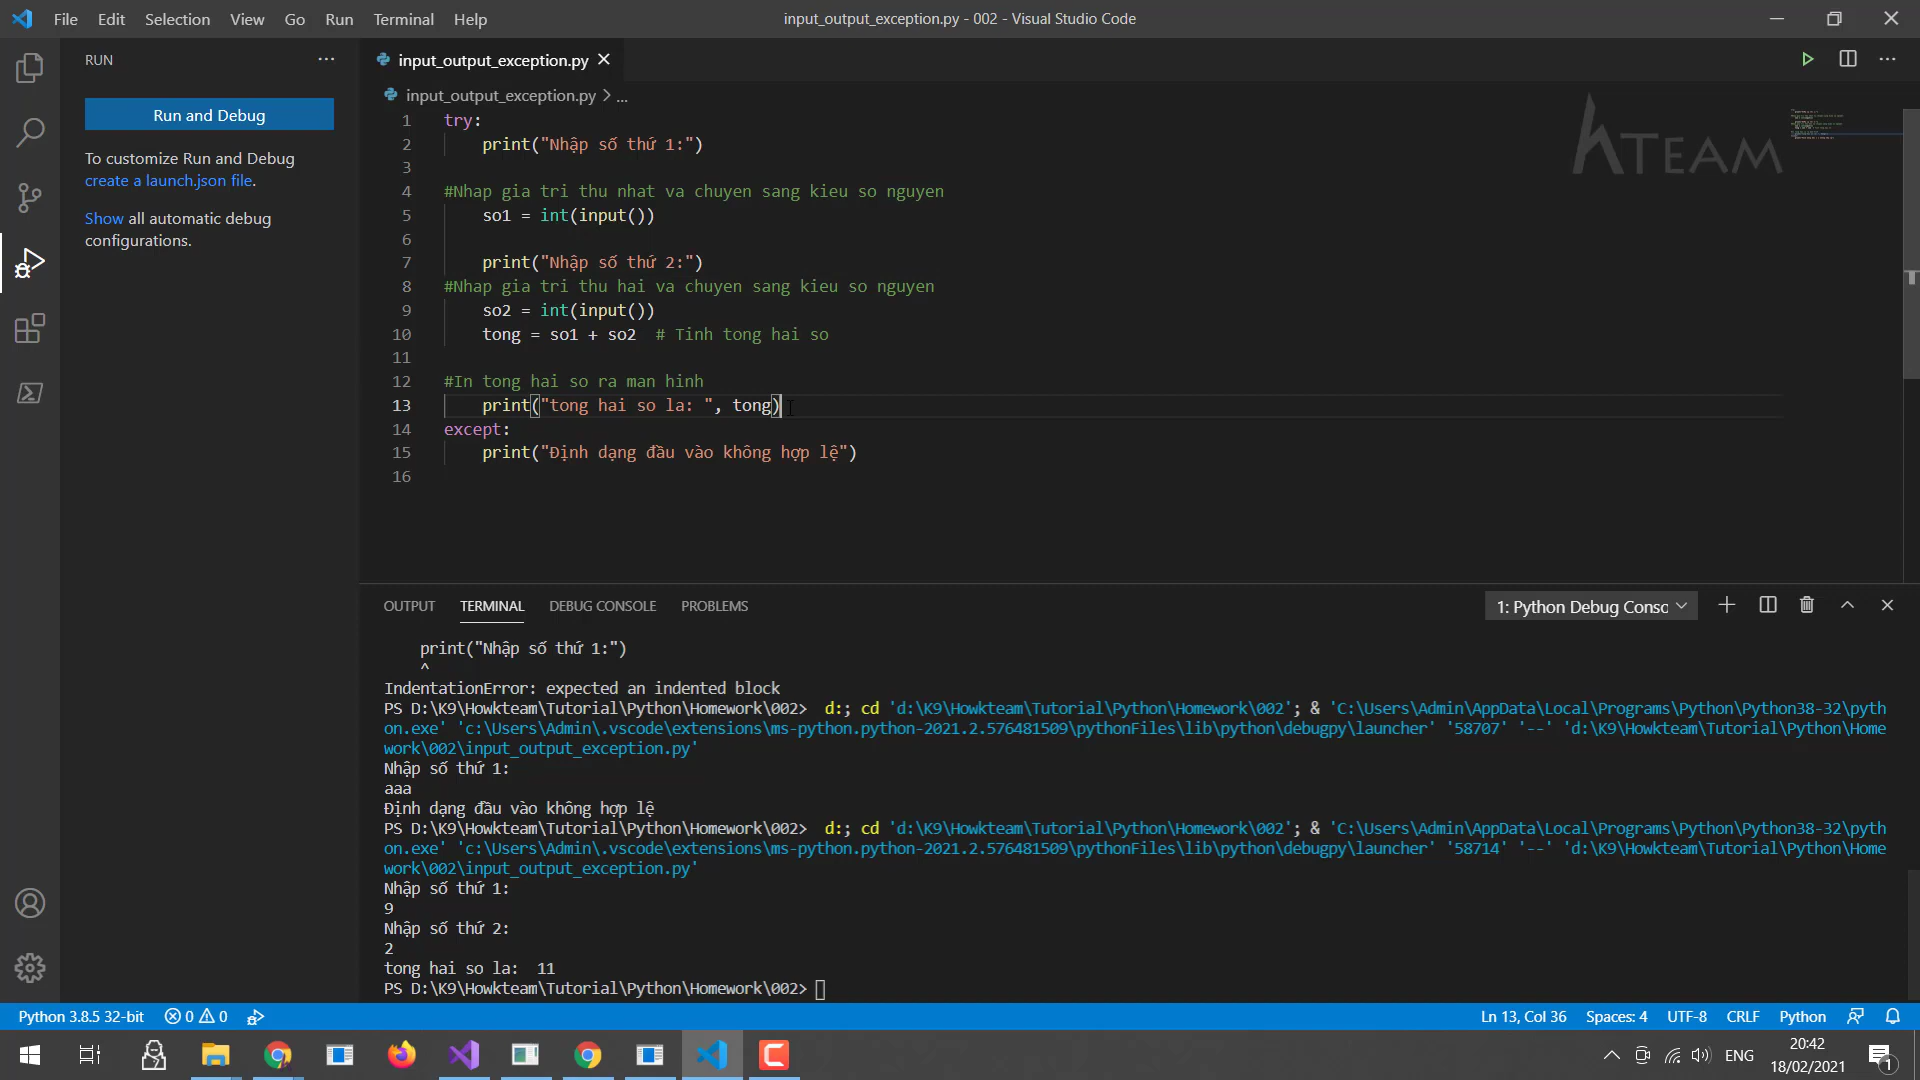 File Edit Selection View Go Run Terminal Help
input_output_exception.py - 002 - Visual Studio Code
RUN
Run and Debug
To customize Run and Debug
create a launch.json file.
Show all automatic debug
configurations.
input_output_exception.py
input_output_exception.py > ...
KTEAM
1 try:
2     print("Nhập số thứ 1:")
3
4 #Nhap gia tri thu nhat va chuyen sang kieu so nguyen
5     so1 = int(input())
6
7     print("Nhập số thứ 2:")
8 #Nhap gia tri thu hai va chuyen sang kieu so nguyen
9     so2 = int(input())
10     tong = so1 + so2  # Tinh tong hai so
11
12 #In tong hai so ra man hinh
13     print("tong hai so la: ", tong)
14 except:
15     print("Định dạng đầu vào không hợp lệ")
16
OUTPUT TERMINAL DEBUG CONSOLE PROBLEMS
1: Python Debug Conso
    print("Nhập số thứ 1:")
    ^
IndentationError: expected an indented block
PS D:\K9\Howkteam\Tutorial\Python\Homework\002>  d:; cd 'd:\K9\Howkteam\Tutorial\Python\Homework\002'; & 'C:\Users\Admin\AppData\Local\Programs\Python\Python38-32\pyth
on.exe' 'c:\Users\Admin\.vscode\extensions\ms-python.python-2021.2.576481509\pythonFiles\lib\python\debugpy\launcher' '58707' '--' 'd:\K9\Howkteam\Tutorial\Python\Home
work\002\input_output_exception.py'
Nhập số thứ 1:
aaa
Định dạng đầu vào không hợp lệ
PS D:\K9\Howkteam\Tutorial\Python\Homework\002>  d:; cd 'd:\K9\Howkteam\Tutorial\Python\Homework\002'; & 'C:\Users\Admin\AppData\Local\Programs\Python\Python38-32\pyth
on.exe' 'c:\Users\Admin\.vscode\extensions\ms-python.python-2021.2.576481509\pythonFiles\lib\python\debugpy\launcher' '58714' '--' 'd:\K9\Howkteam\Tutorial\Python\Home
work\002\input_output_exception.py'
Nhập số thứ 1:
9
Nhập số thứ 2:
2
tong hai so la:  11
PS D:\K9\Howkteam\Tutorial\Python\Homework\002>
Python 3.8.5 32-bit 0 0 Ln 13, Col 36 Spaces: 4 UTF-8 CRLF Python
ENG
20:42
18/02/2021
1